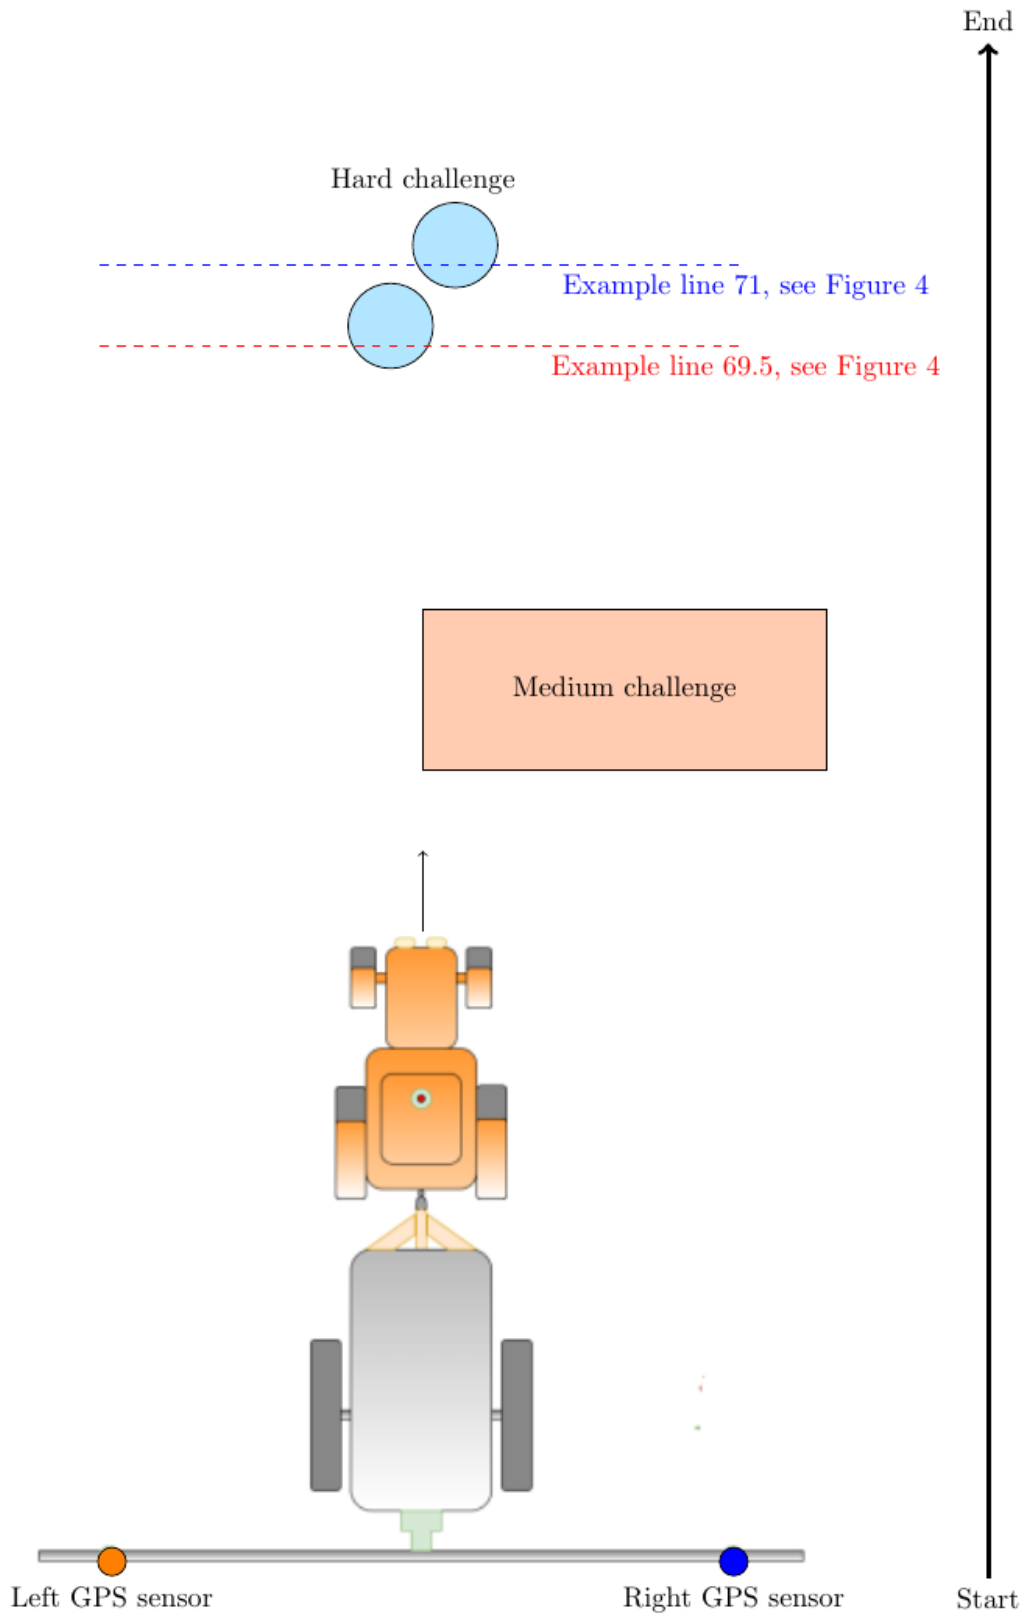 End
Hard challenge
Example line 71, see Figure 4
Example line 69.5, see Figure 4
Medium challenge
Left GPS sensor
Right GPS sensor
Start